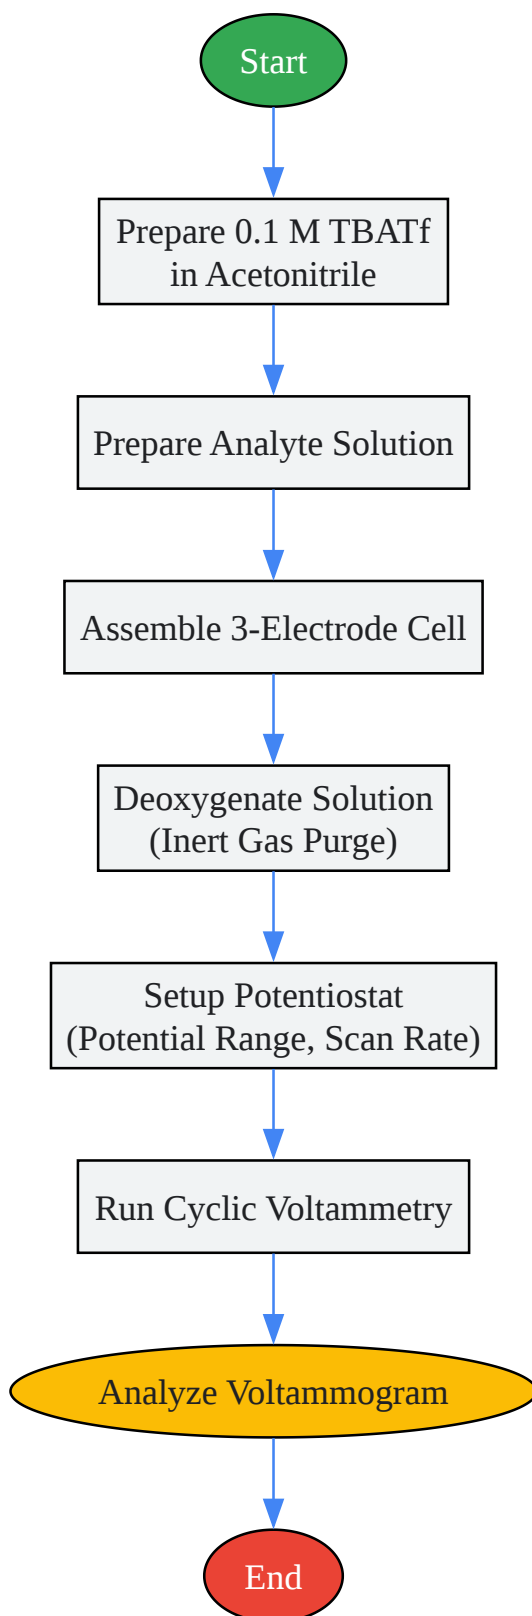 Start
Prepare 0.1 M TBATf
in Acetonitrile
Prepare Analyte Solution
Assemble 3-Electrode Cell
Deoxygenate Solution
(Inert Gas Purge)
Setup Potentiostat
(Potential Range, Scan Rate)
Run Cyclic Voltammetry
Analyze Voltammogram
End